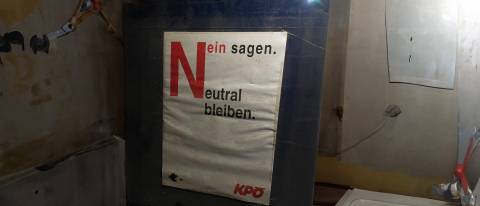 Nein sagen.
Neutral
bleiben.
KPÖ